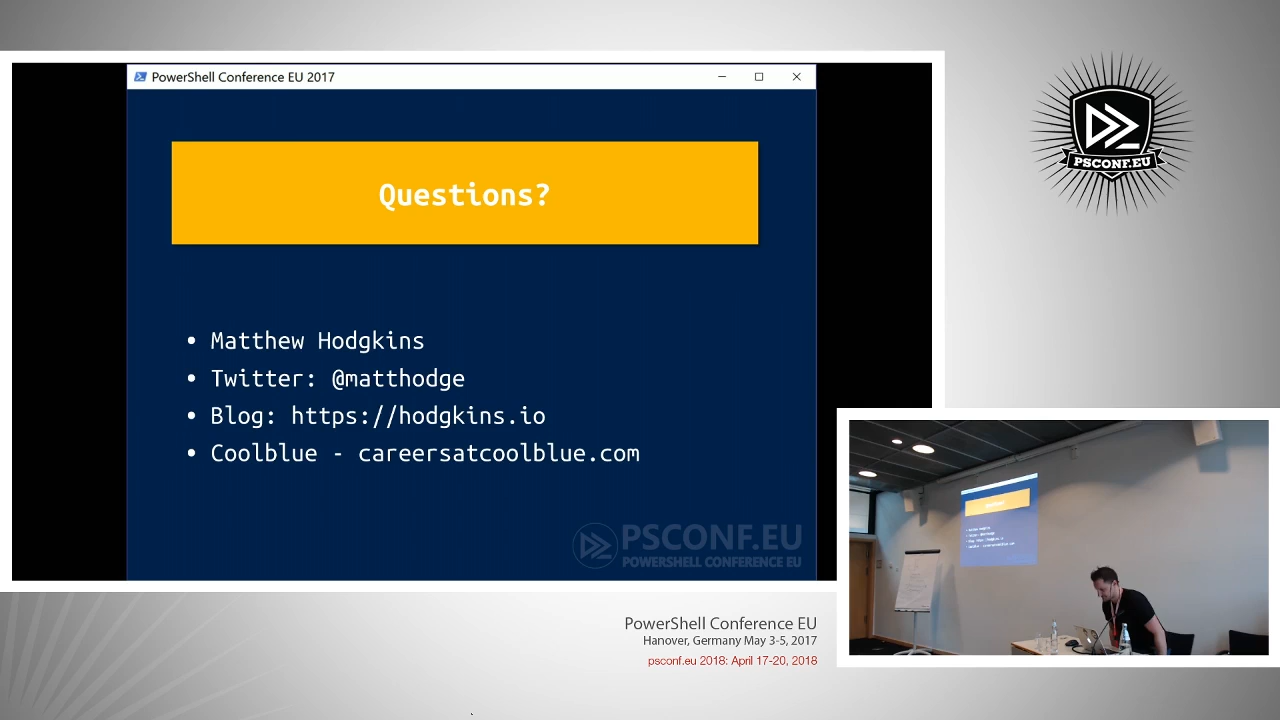 PowerShell Conference EU 2017
Questions?
• Matthew Hodgkins
• Twitter: @matthodge
• Blog: https://hodgkins.io
• Coolblue - careersatcoolblue.com
PSCONF.EU
POWERSHELL CONFERENCE EU
PSCONF.EU
PowerShell Conference EU
Hanover, Germany May 3-5, 2017
psconf.eu 2018: April 17-20, 2018